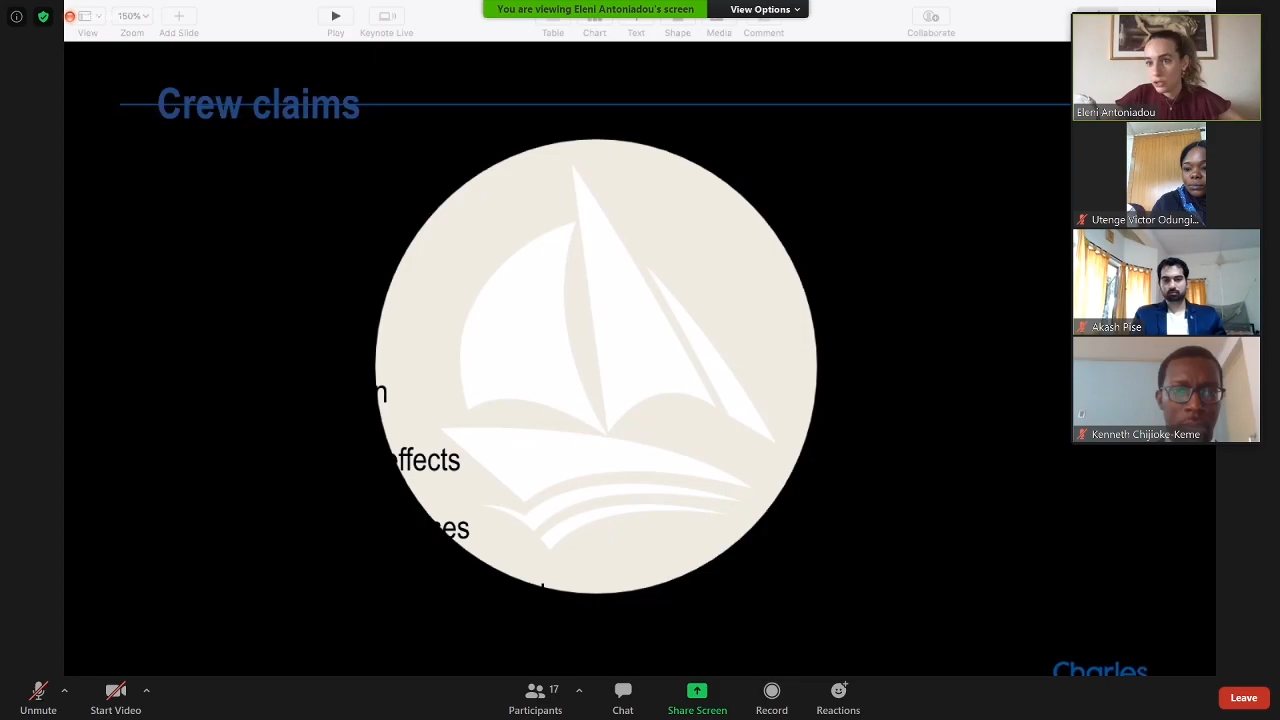 You are viewing Eleni Antoniadou's screen
View Options
150%
View
Zoom
Add Slide
Play
Keynote Live
Table
Chart
Text
Shape
Media
Comment
Collaborate
Crew claims
Eleni Antoniadou
Utenge Victor Odungi...
Akash Pise
Kenneth Chijioke-Keme
effects
Charles
Unmute
Start Video
17
Participants
Chat
Share Screen
Record
Reactions
Leave